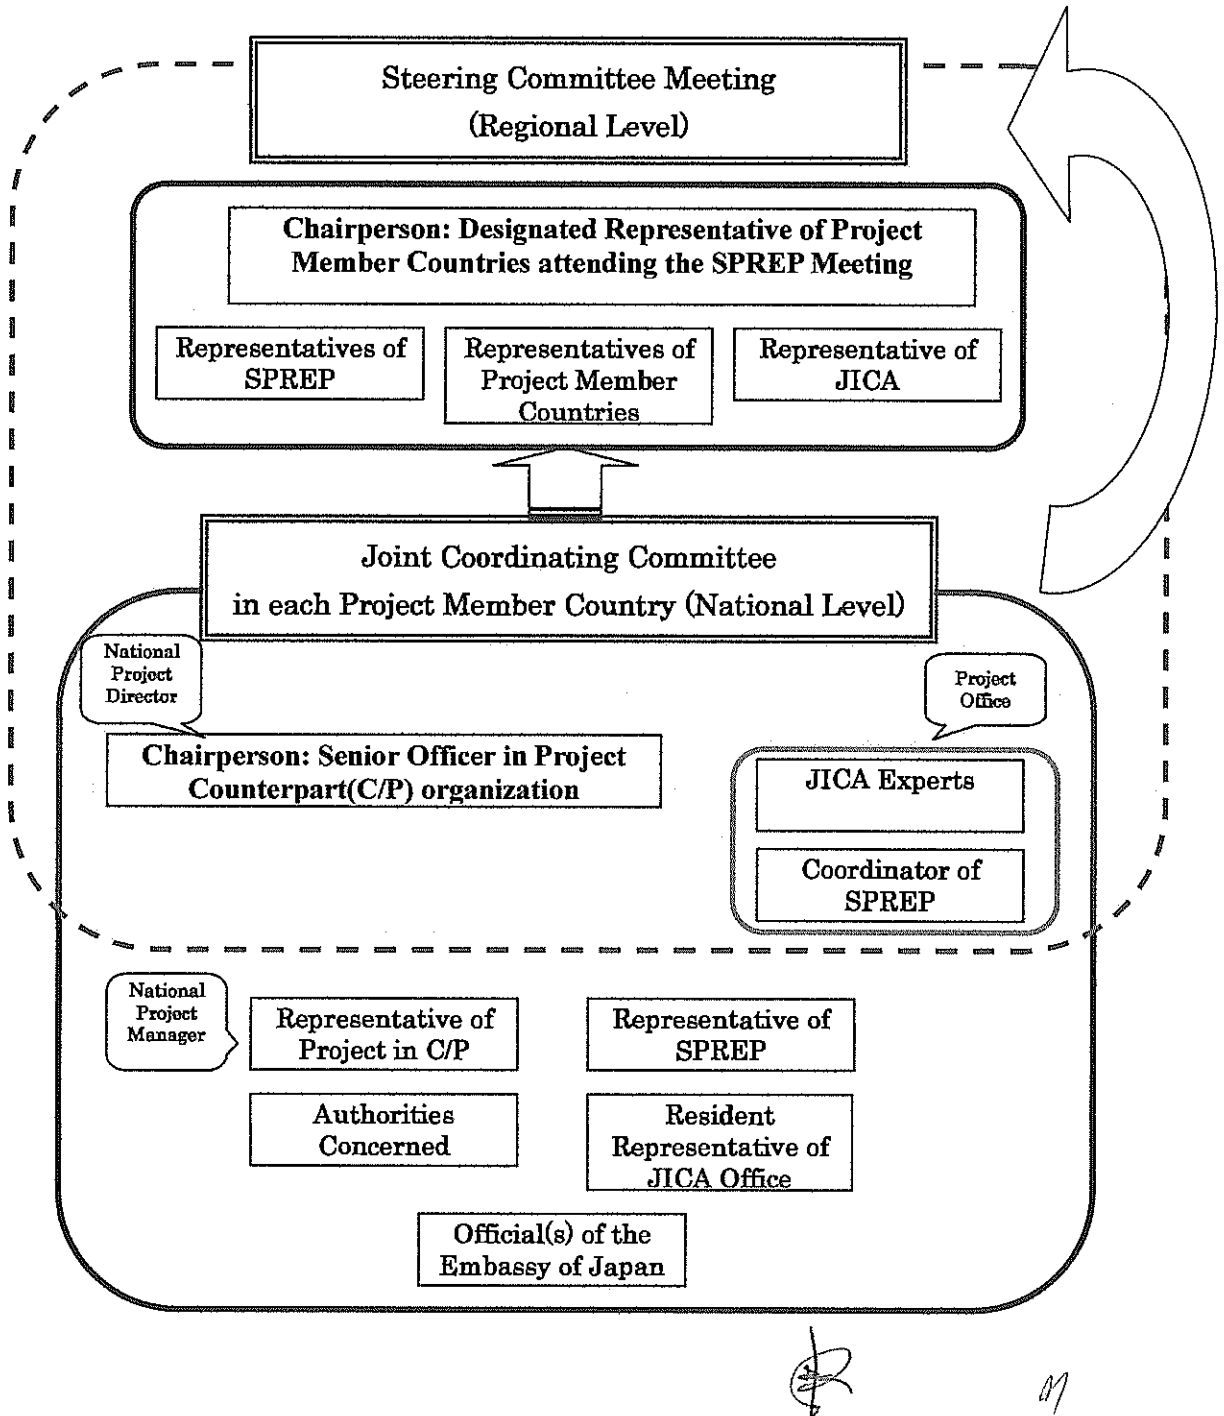 Steering Committee Meeting
(Regional Level)
Chairperson: Designated Representative of Project
Member Countries attending the SPREP Meeting
Representatives of
SPREP
Representatives of
Project Member
Countries
Representative of
JICA
Joint Coordinating Committee
in each Project Member Country (National Level)
National
Project
Director
Project
Office
Chairperson: Senior Officer in Project
Counterpart(C/P) organization
JICA Experts
Coordinator of
SPREP
National
Project
Manager
Representative of
Project in C/P
Representative of
SPREP
Authorities
Concerned
Resident
Representative of
JICA Office
Official(s) of the
Embassy of Japan